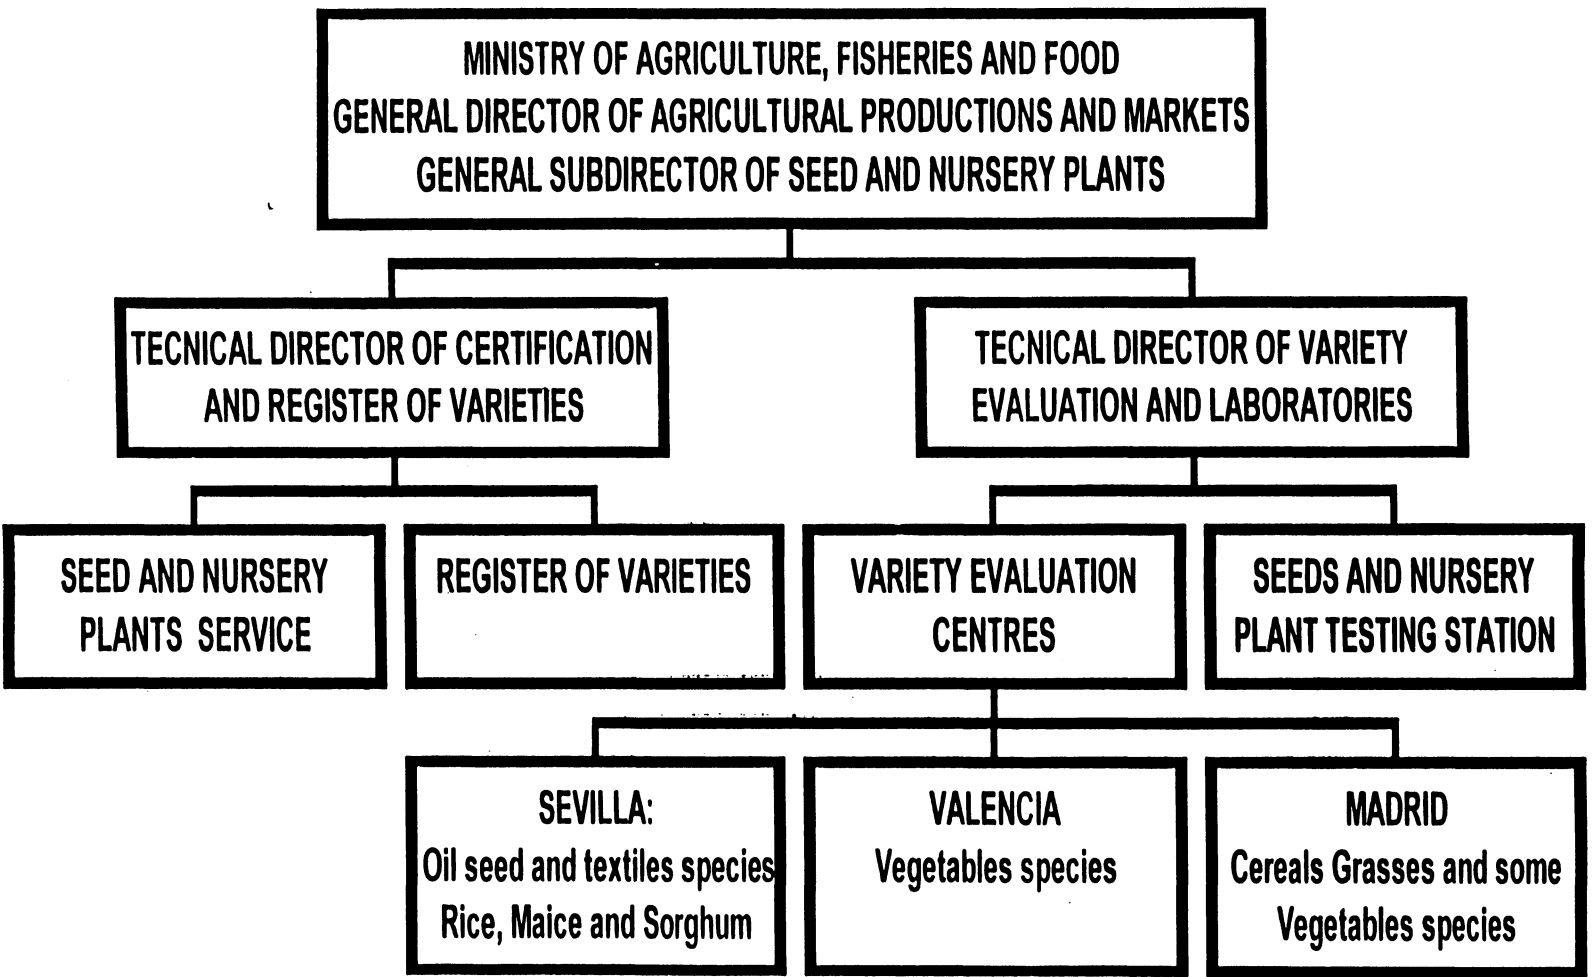 MINISTRY OF AGRICULTURE, FISHERIES AND FOOD
GENERAL DIRECTOR OF AGRICULTURAL PRODUCTIONS AND MARKETS
GENERAL SUBDIRECTOR OF SEED AND NURSERY PLANTS
TECNICAL DIRECTOR OF CERTIFICATION
AND REGISTER OF VARIETIES
TECNICAL DIRECTOR OF VARIETY
EVALUATION AND LABORATORIES
SEED AND NURSERY
PLANTS SERVICE
REGISTER OF VARIETIES
VARIETY EVALUATION
CENTRES
SEEDS AND NURSERY
PLANT TESTING STATION
SEVILLA:
Oil seed and textiles species
Rice, Maice and Sorghum
VALENCIA
Vegetables species
MADRID
Cereals Grasses and some
Vegetables species